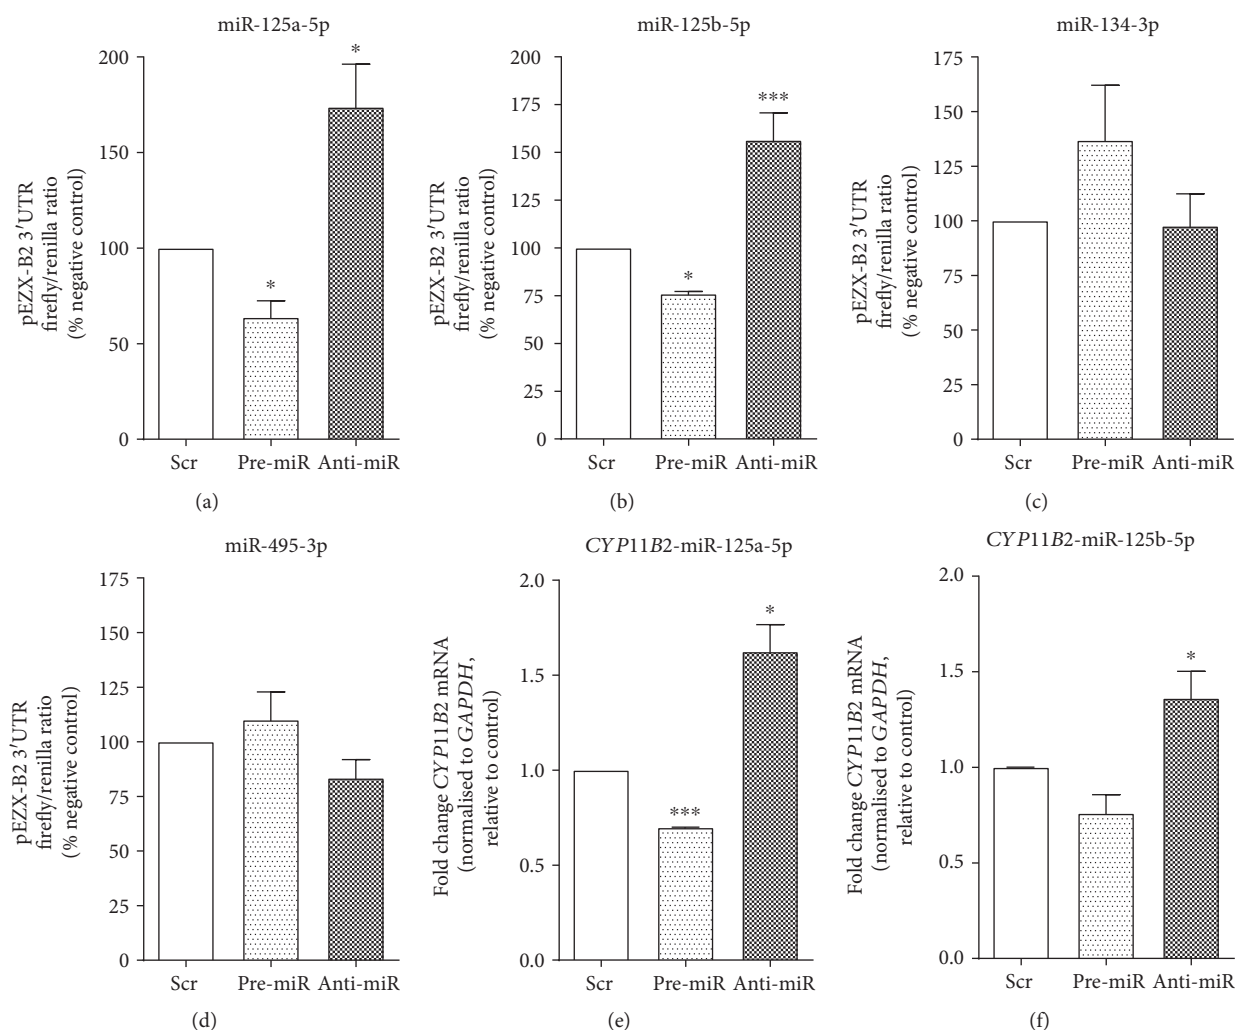 miR-125a-5p
pEZX-B2 3′UTR
firefly/renilla ratio
(% negative control)
200
150
100
50
0
*
*
Scr Pre-miR Anti-miR
(a)
miR-125b-5p
pEZX-B2 3′UTR
firefly/renilla ratio
(% negative control)
200
175
150
125
100
75
50
25
0
*
***
Scr Pre-miR Anti-miR
(b)
miR-134-3p
pEZX-B2 3′UTR
firefly/renilla ratio
(% negative control)
175
150
125
100
75
50
25
0
Scr Pre-miR Anti-miR
(c)
miR-495-3p
pEZX-B2 3′UTR
firefly/renilla ratio
(% negative control)
175
150
125
100
75
50
25
0
Scr Pre-miR Anti-miR
(d)
CYP11B2-miR-125a-5p
Fold change CYP11B2 mRNA
(normalised to GAPDH,
relative to control)
2.0
1.5
1.0
0.5
0.0
***
*
Scr Pre-miR Anti-miR
(e)
CYP11B2-miR-125b-5p
Fold change CYP11B2 mRNA
(normalised to GAPDH,
relative to control)
2.0
1.5
1.0
0.5
0.0
*
Scr Pre-miR Anti-miR
(f)